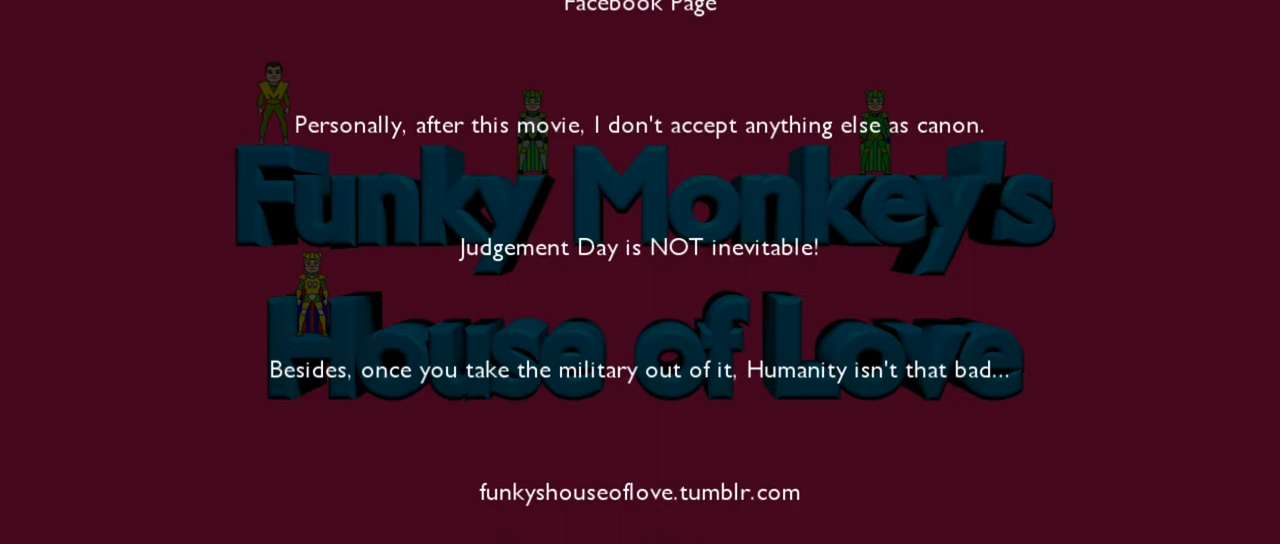 Facebook Page
Personally, after this movie, I don't accept anything else as canon.
Funky Monkey's
Judgement Day is NOT inevitable!
House of Love
Besides, once you take the military out of it, Humanity isn't that bad...
funkyshouseoflove.tumblr.com